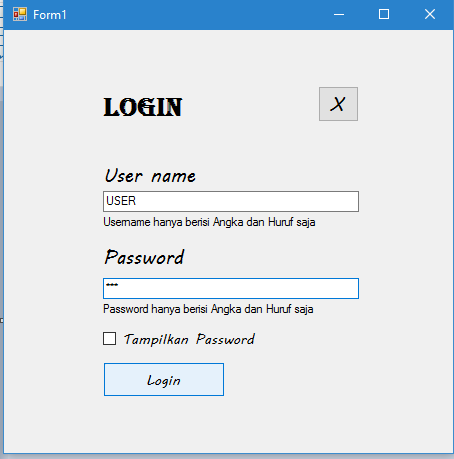 Form1
LOGIN
X
User name
USER
Username hanya berisi Angka dan Huruf saja
Password
***
Password hanya berisi Angka dan Huruf saja
Tampilkan Password
Login